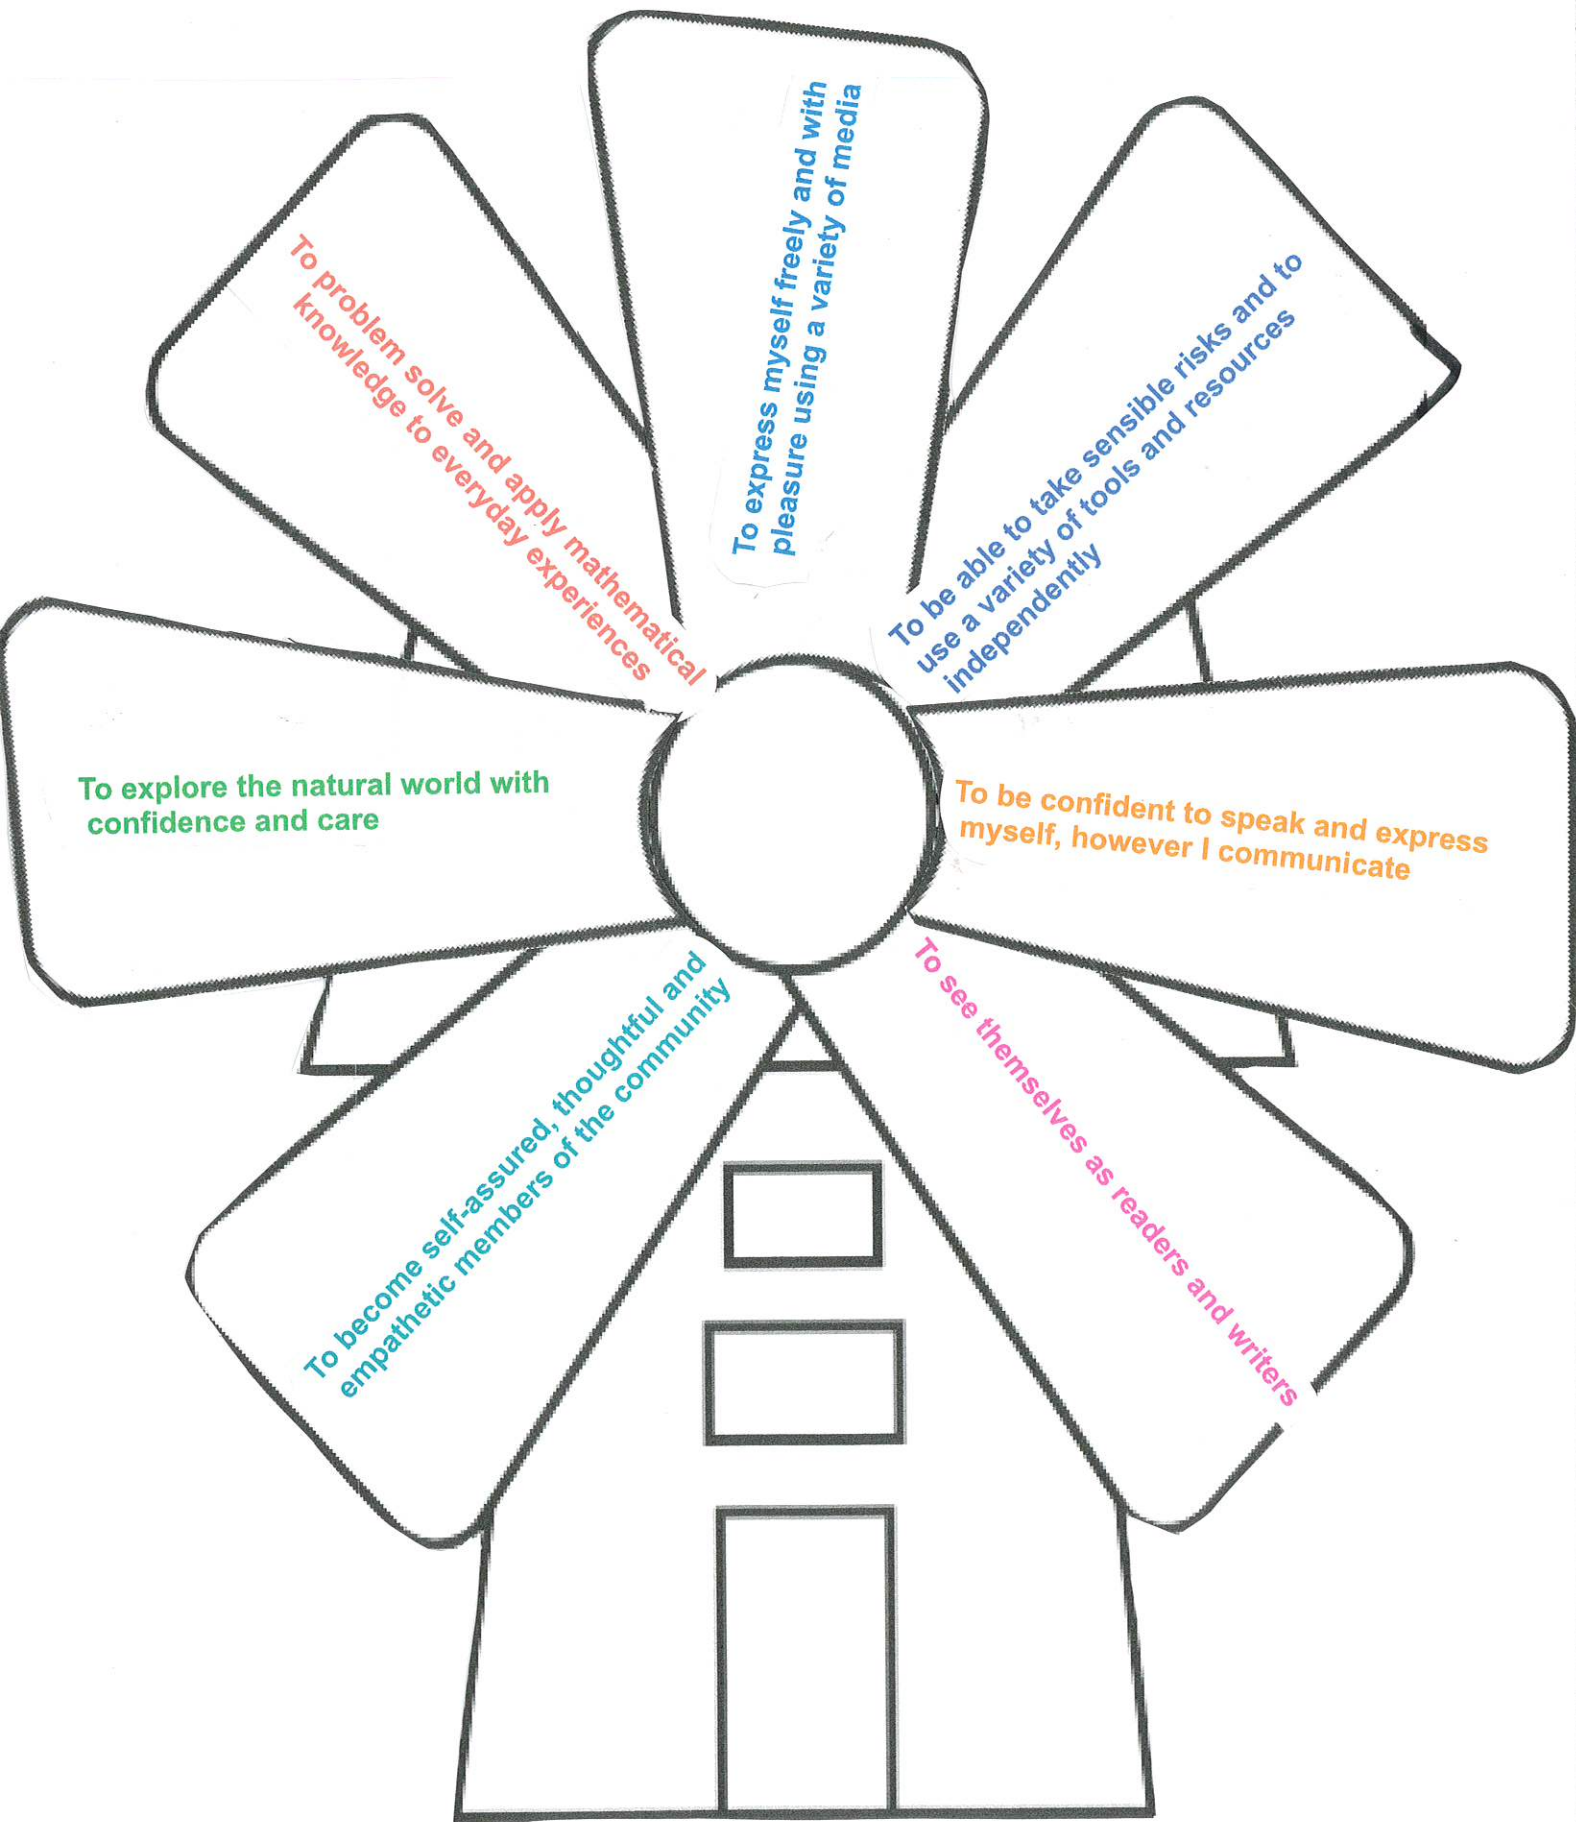 To express myself freely and with
pleasure using a variety of media
To be able to take sensible risks and to
use a variety of tools and resources
independently
To be confident to speak and express
myself, however I communicate
To see themselves as readers and writers
To become self-assured, thoughtful and
empathetic members of the community
To explore the natural world with
confidence and care
To problem solve and apply mathematical
knowledge to everyday experiences